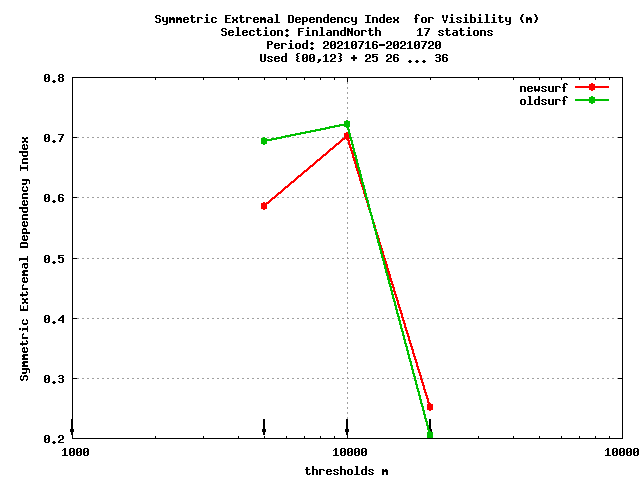 Symmetric Extremal Dependency Index  for Visibility (m)
Selection: FinlandNorth     17 stations
Period: 20210716-20210720
Used {00,12} + 25 26 ... 36
newsurf
oldsurf
Symmetric Extremal Dependency Index
0.8
0.7
0.6
0.5
0.4
0.3
0.2
1000
10000
10000
thresholds m